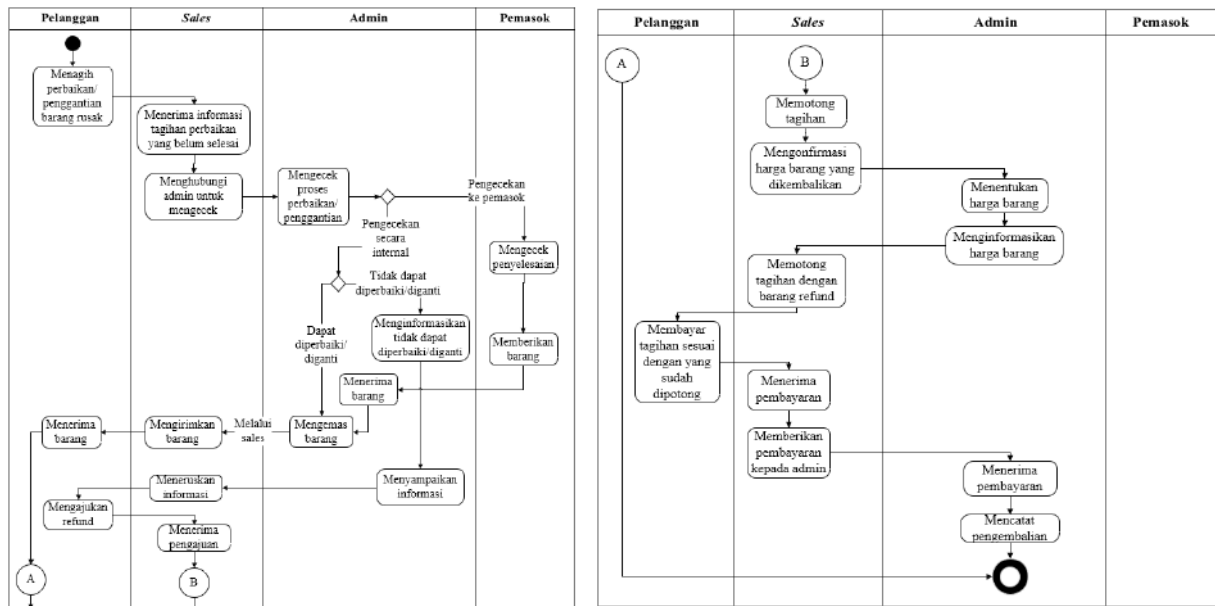 Pelanggan
Sales
Admin
Pemasok
Menagih
perbaikan/
penggantian
barang rusak
Menerima informasi
tagihan perbaikan
yang belum selesai
Menghubungi
admin untuk
mengecek
Mengecek
proses
perbaikan/
penggantian
Pengecekan
ke pemasok
Pengecekan
secara
internal
Mengecek
penyelesaian
Tidak dapat
diperbaiki/diganti
Dapat
diperbaiki/
diganti
Menginformasikan
tidak dapat
diperbaiki/diganti
Memberikan
barang
Menerima
barang
Mengemas
barang
Melalui
sales
Mengirimkan
barang
Menerima
barang
Menyampaikan
informasi
Meneruskan
informasi
Mengajukan
refund
Menerima
pengajuan
A
B
Pelanggan
Sales
Admin
Pemasok
A
B
Memotong
tagihan
Mengonfirmasi
harga barang yang
dikembalikan
Menentukan
harga barang
Menginformasikan
harga barang
Memotong
tagihan dengan
barang refund
Membayar
tagihan sesuai
dengan yang
sudah
dipotong
Menerima
pembayaran
Memberikan
pembayaran
kepada admin
Menerima
pembayaran
Mencatat
pengembalian